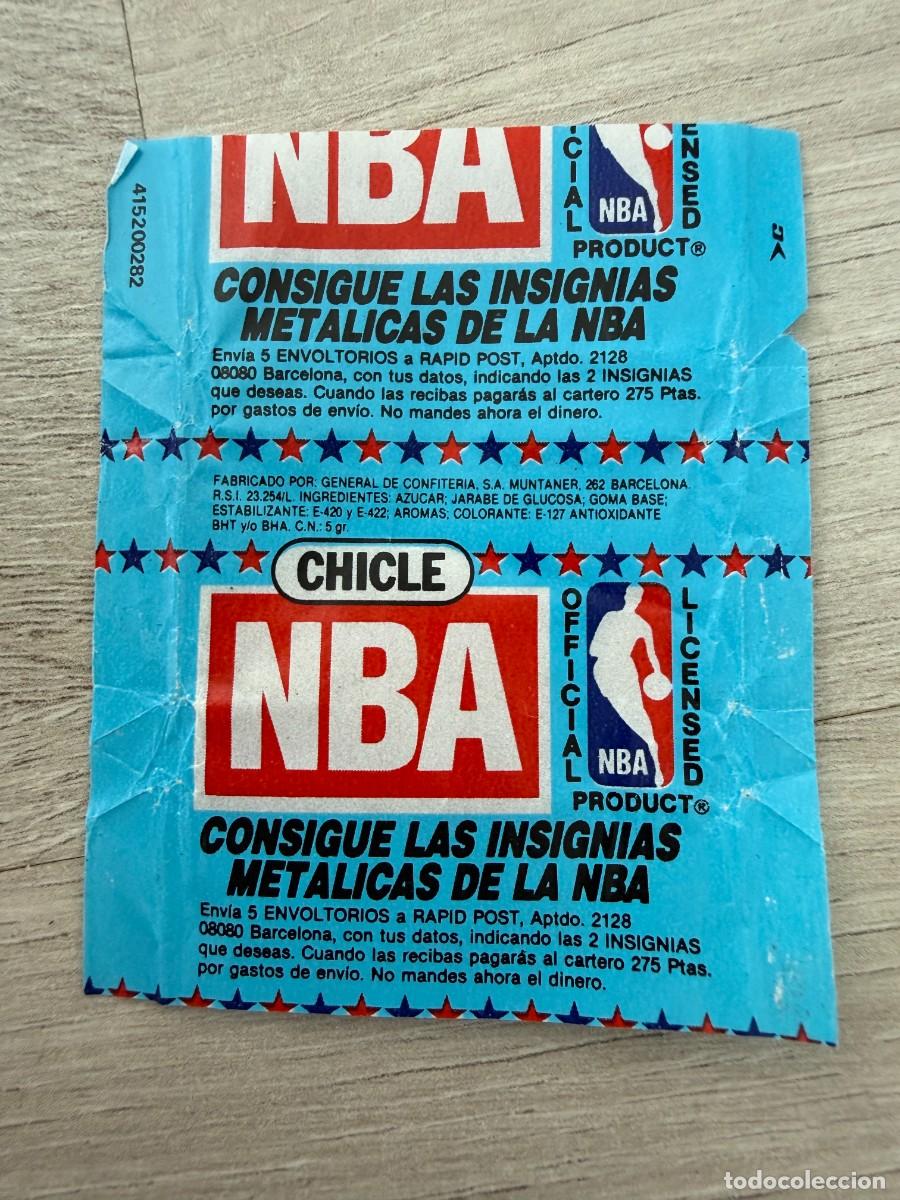 NBA
NBA
PRODUCT®
415200282
CONSIGUE LAS INSIGNIAS
METALICAS DE LA NBA
Envía 5 ENVOLTORIOS a RAPID POST, Aptdo. 2128
08080 Barcelona, con tus datos, indicando las 2 INSIGNIAS
que deseas. Cuando las recibas pagarás al cartero 275 Ptas.
por gastos de envío. No mandes ahora el dinero.
FABRICADO POR: GENERAL DE CONFITERIA, S.A. MUNTANER, 262 BARCELONA.
R.S.I. 23.254/L. INGREDIENTES: AZUCAR; JARABE DE GLUCOSA; GOMA BASE;
ESTABILIZANTE: E-420 y E-422; AROMAS; COLORANTE: E-127 ANTIOXIDANTE
BHT y/o BHA. C.N.: 5 gr.
CHICLE
NBA
OFFICIAL
NBA
LICENSED
PRODUCT®
CONSIGUE LAS INSIGNIAS
METALICAS DE LA NBA
Envía 5 ENVOLTORIOS a RAPID POST, Aptdo. 2128
08080 Barcelona, con tus datos, indicando las 2 INSIGNIAS
que deseas. Cuando las recibas pagarás al cartero 275 Ptas.
por gastos de envío. No mandes ahora el dinero.
todocoleccion